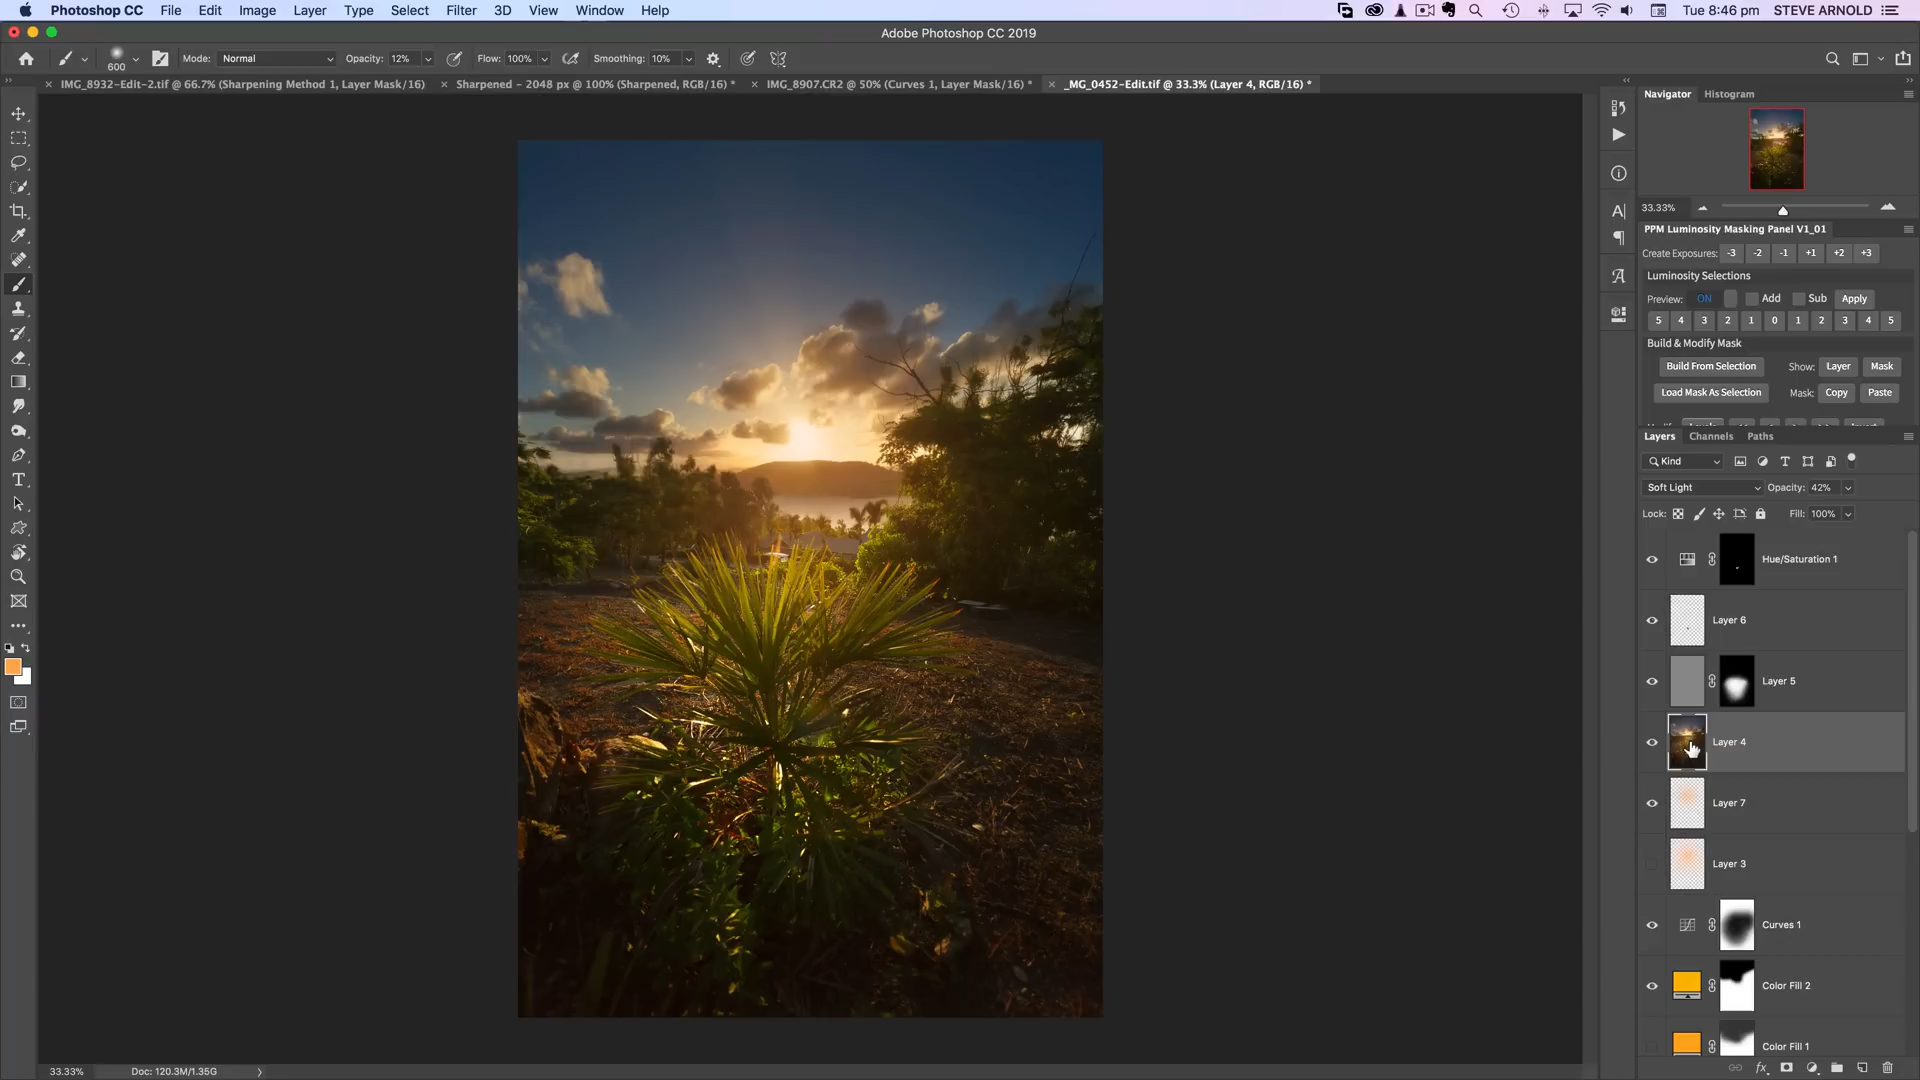 Photoshop CC File Edit Image Layer Type Select Filter 3D View Window Help Tue 8:46 pm STEVE ARNOLD
Adobe Photoshop CC 2019
600 Mode: Normal Opacity: 12% Flow: 100% Smoothing: 10%
IMG_8932-Edit-2.tif @ 66.7% (Sharpening Method 1, Layer Mask/16) Sharpened - 2048 px @ 100% (Sharpened, RGB/16) * IMG_8907.CR2 @ 50% (Curves 1, Layer Mask/16) * _MG_0452-Edit.tif @ 33.3% (Layer 4, RGB/16) *
Navigator Histogram
33.33%
PPM Luminosity Masking Panel V1_01
Create Exposures: -3 -2 -1 +1 +2 +3
Luminosity Selections
Preview: ON Add Sub Apply
5 4 3 2 1 0 1 2 3 4 5
Build & Modify Mask
Build From Selection Show: Layer Mask
Load Mask As Selection Mask: Copy Paste
Layers Channels Paths
Kind
Soft Light Opacity: 42%
Lock: Fill: 100%
Hue/Saturation 1
Layer 6
Layer 5
Layer 4
Layer 7
Layer 3
Curves 1
Color Fill 2
Color Fill 1
33.33% Doc: 120.3M/1.35G